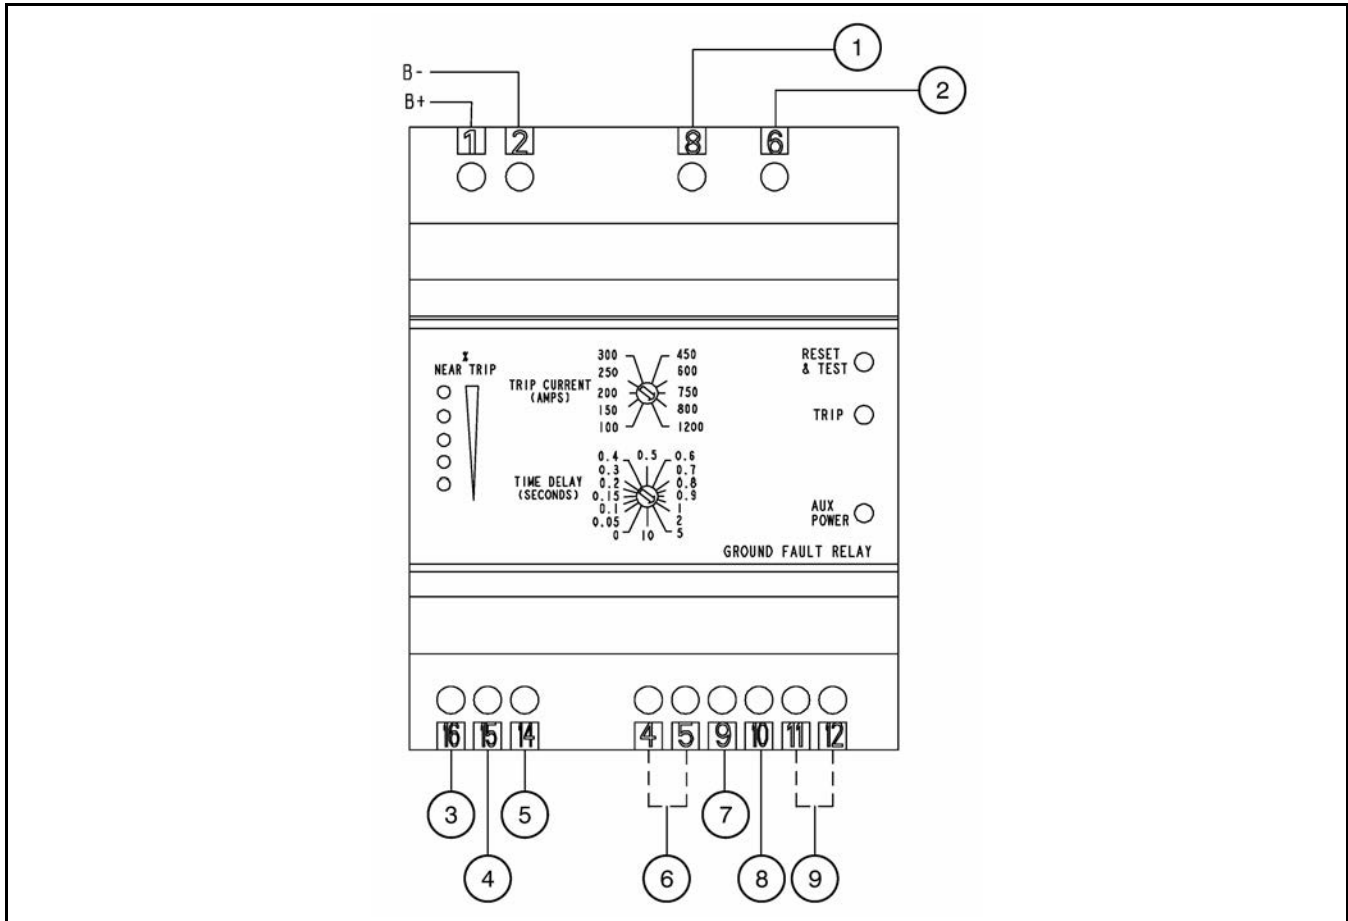 1
B-
2
B+
1 2 8 6
%
NEAR TRIP
TRIP CURRENT
(AMPS)
300 450
250 600
200 750
150 800
100 1200
RESET
& TEST
TRIP
TIME DELAY
(SECONDS)
0.4 0.5 0.6
0.3 0.7
0.2 0.8
0.15 0.9
0.1 1
0.05 2
0 10 5
AUX
POWER
GROUND FAULT RELAY
16 15 14 4 5 9 10 11 12
3 5 7
4 6 8 9